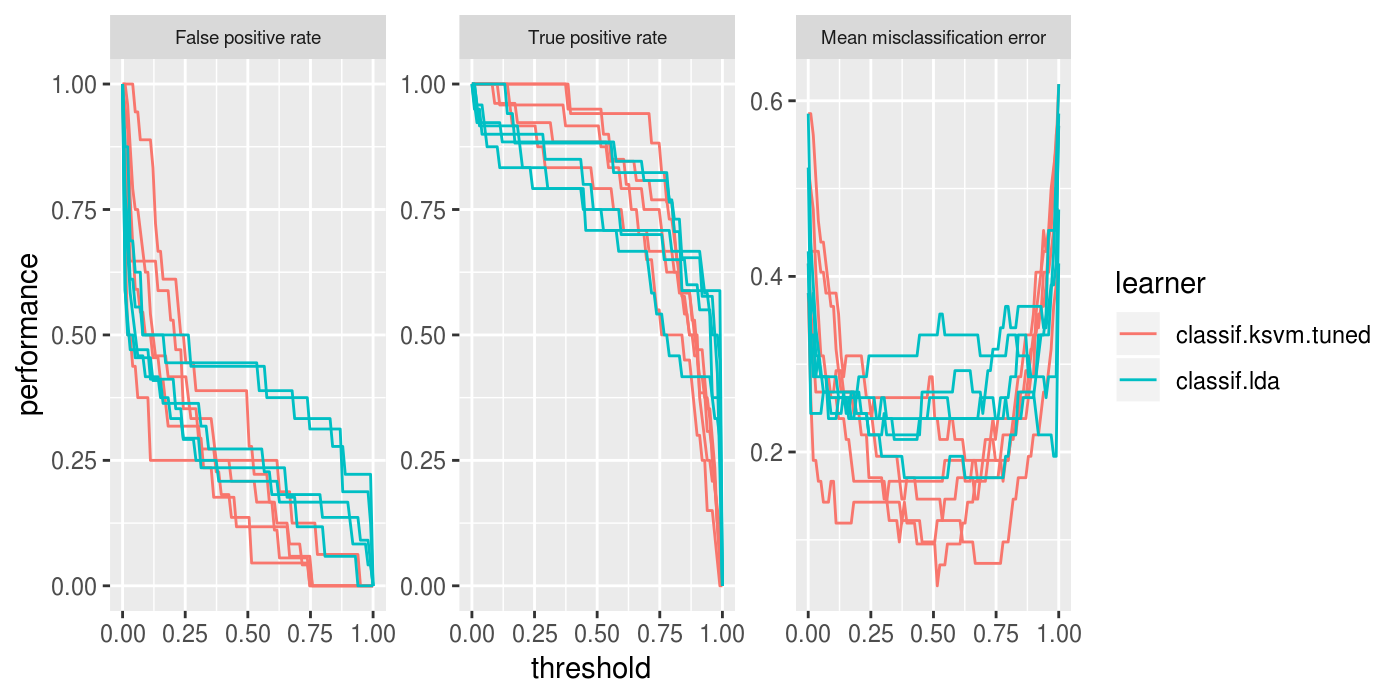 False positive rate
True positive rate
Mean misclassification error
performance
1.00
0.75
0.50
0.25
0.00
1.00
0.75
0.50
0.25
0.00
0.6
0.4
0.2
0.00 0.25 0.50 0.75 1.00
0.00 0.25 0.50 0.75 1.00
0.00 0.25 0.50 0.75 1.00
threshold
learner
classif.ksvm.tuned
classif.lda